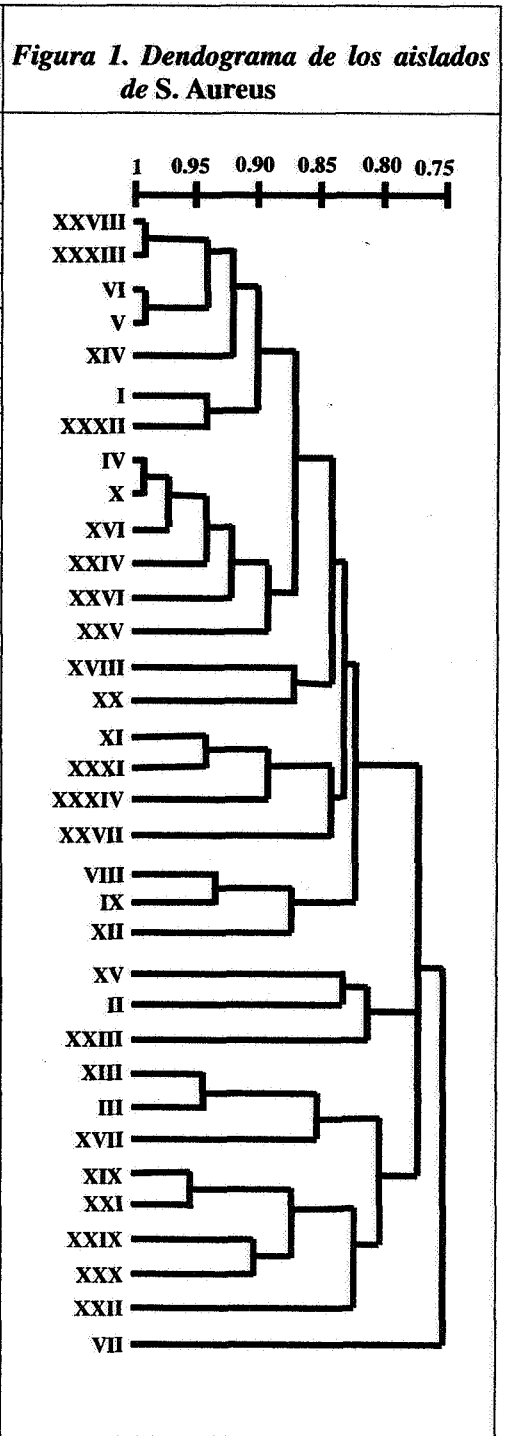 Figura 1. Dendograma de los aislados
de S. Aureus
1 0.95 0.90 0.85 0.80 0.75
XXVIII
XXXIII
VI
V
XIV
I
XXXII
IV
X
XVI
XXIV
XXVI
XXV
XVIII
XX
XI
XXXI
XXXIV
XXVII
VIII
IX
XII
XV
II
XXIII
XIII
III
XVII
XIX
XXI
XXIX
XXX
XXII
VII